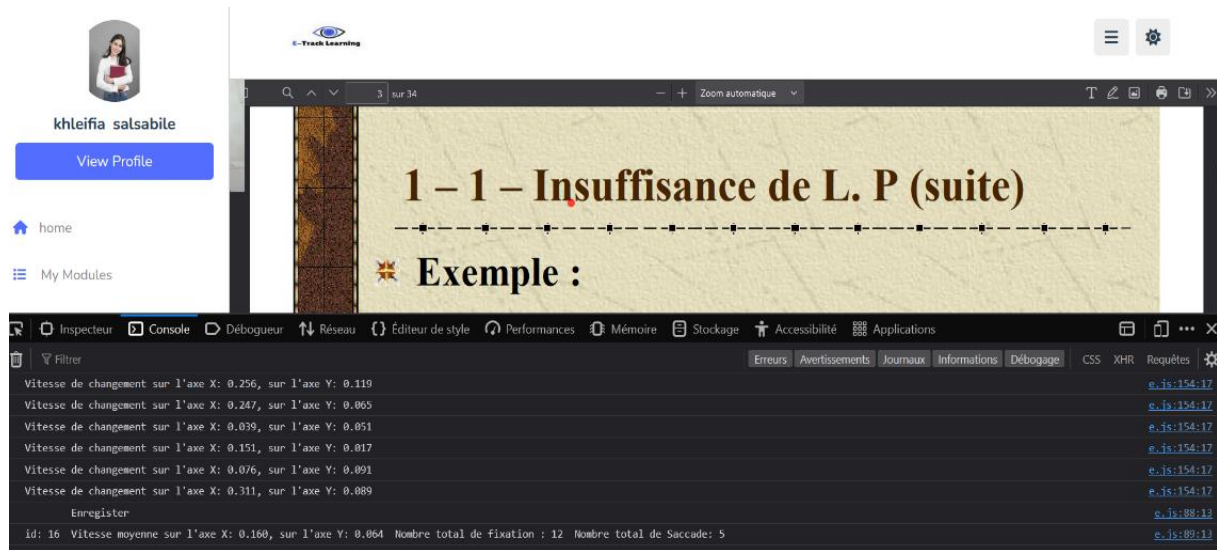 E-Track Learning
khleifia salsabile
View Profile
home
My Modules
3 sur 34
Zoom automatique
1 – 1 – Insuffisance de L. P (suite)
Exemple :
Inspecteur Console Débogueur Réseau Éditeur de style Performances Mémoire Stockage Accessibilité Applications
Filtrer Erreurs Avertissements Journaux Informations Débogage CSS XHR Requêtes
Vitesse de changement sur l'axe X: 0.256, sur l'axe Y: 0.119 e.js:154:17
Vitesse de changement sur l'axe X: 0.247, sur l'axe Y: 0.065 e.js:154:17
Vitesse de changement sur l'axe X: 0.039, sur l'axe Y: 0.051 e.js:154:17
Vitesse de changement sur l'axe X: 0.151, sur l'axe Y: 0.017 e.js:154:17
Vitesse de changement sur l'axe X: 0.076, sur l'axe Y: 0.091 e.js:154:17
Vitesse de changement sur l'axe X: 0.311, sur l'axe Y: 0.089 e.js:154:17
Enregister e.js:88:13
id: 16 Vitesse moyenne sur l'axe X: 0.160, sur l'axe Y: 0.064 Nombre total de fixation : 12 Nombre total de Saccade: 5 e.js:89:13